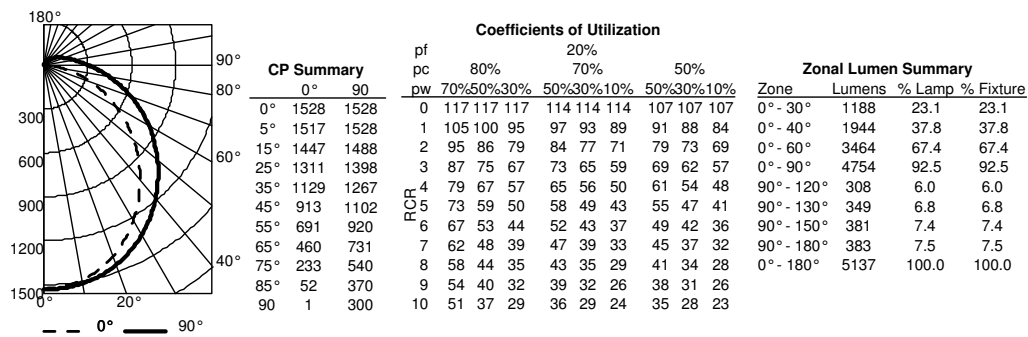 180°
90°
80°
60°
40°
20°
0°
300
600
900
1200
1500
0° 90°
CP Summary
0° 90
0° 1528 1528
5° 1517 1528
15° 1447 1488
25° 1311 1398
35° 1129 1267
45° 913 1102
55° 691 920
65° 460 731
75° 233 540
85° 52 370
90 1 300
Coefficients of Utilization
pf 20%
pc 80% 70% 50%
pw 70%50%30% 50%30%10% 50%30%10%
RCR
0 117 117 117 114 114 114 107 107 107
1 105 100 95 97 93 89 91 88 84
2 95 86 79 84 77 71 79 73 69
3 87 75 67 73 65 59 69 62 57
4 79 67 57 65 56 50 61 54 48
5 73 59 50 58 49 43 55 47 41
6 67 53 44 52 43 37 49 42 36
7 62 48 39 47 39 33 45 37 32
8 58 44 35 43 35 29 41 34 28
9 54 40 32 39 32 26 38 31 26
10 51 37 29 36 29 24 35 28 23
Zonal Lumen Summary
Zone Lumens % Lamp % Fixture
0° - 30° 1188 23.1 23.1
0° - 40° 1944 37.8 37.8
0° - 60° 3464 67.4 67.4
0° - 90° 4754 92.5 92.5
90° - 120° 308 6.0 6.0
90° - 130° 349 6.8 6.8
90° - 150° 381 7.4 7.4
90° - 180° 383 7.5 7.5
0° - 180° 5137 100.0 100.0